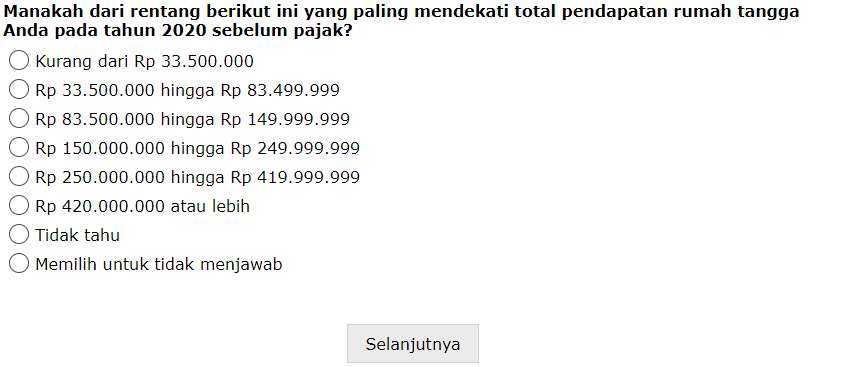 Manakah dari rentang berikut ini yang paling mendekati total pendapatan rumah tangga
Anda pada tahun 2020 sebelum pajak?
Kurang dari Rp 33.500.000
Rp 33.500.000 hingga Rp 83.499.999
Rp 83.500.000 hingga Rp 149.999.999
Rp 150.000.000 hingga Rp 249.999.999
Rp 250.000.000 hingga Rp 419.999.999
Rp 420.000.000 atau lebih
Tidak tahu
Memilih untuk tidak menjawab
Selanjutnya